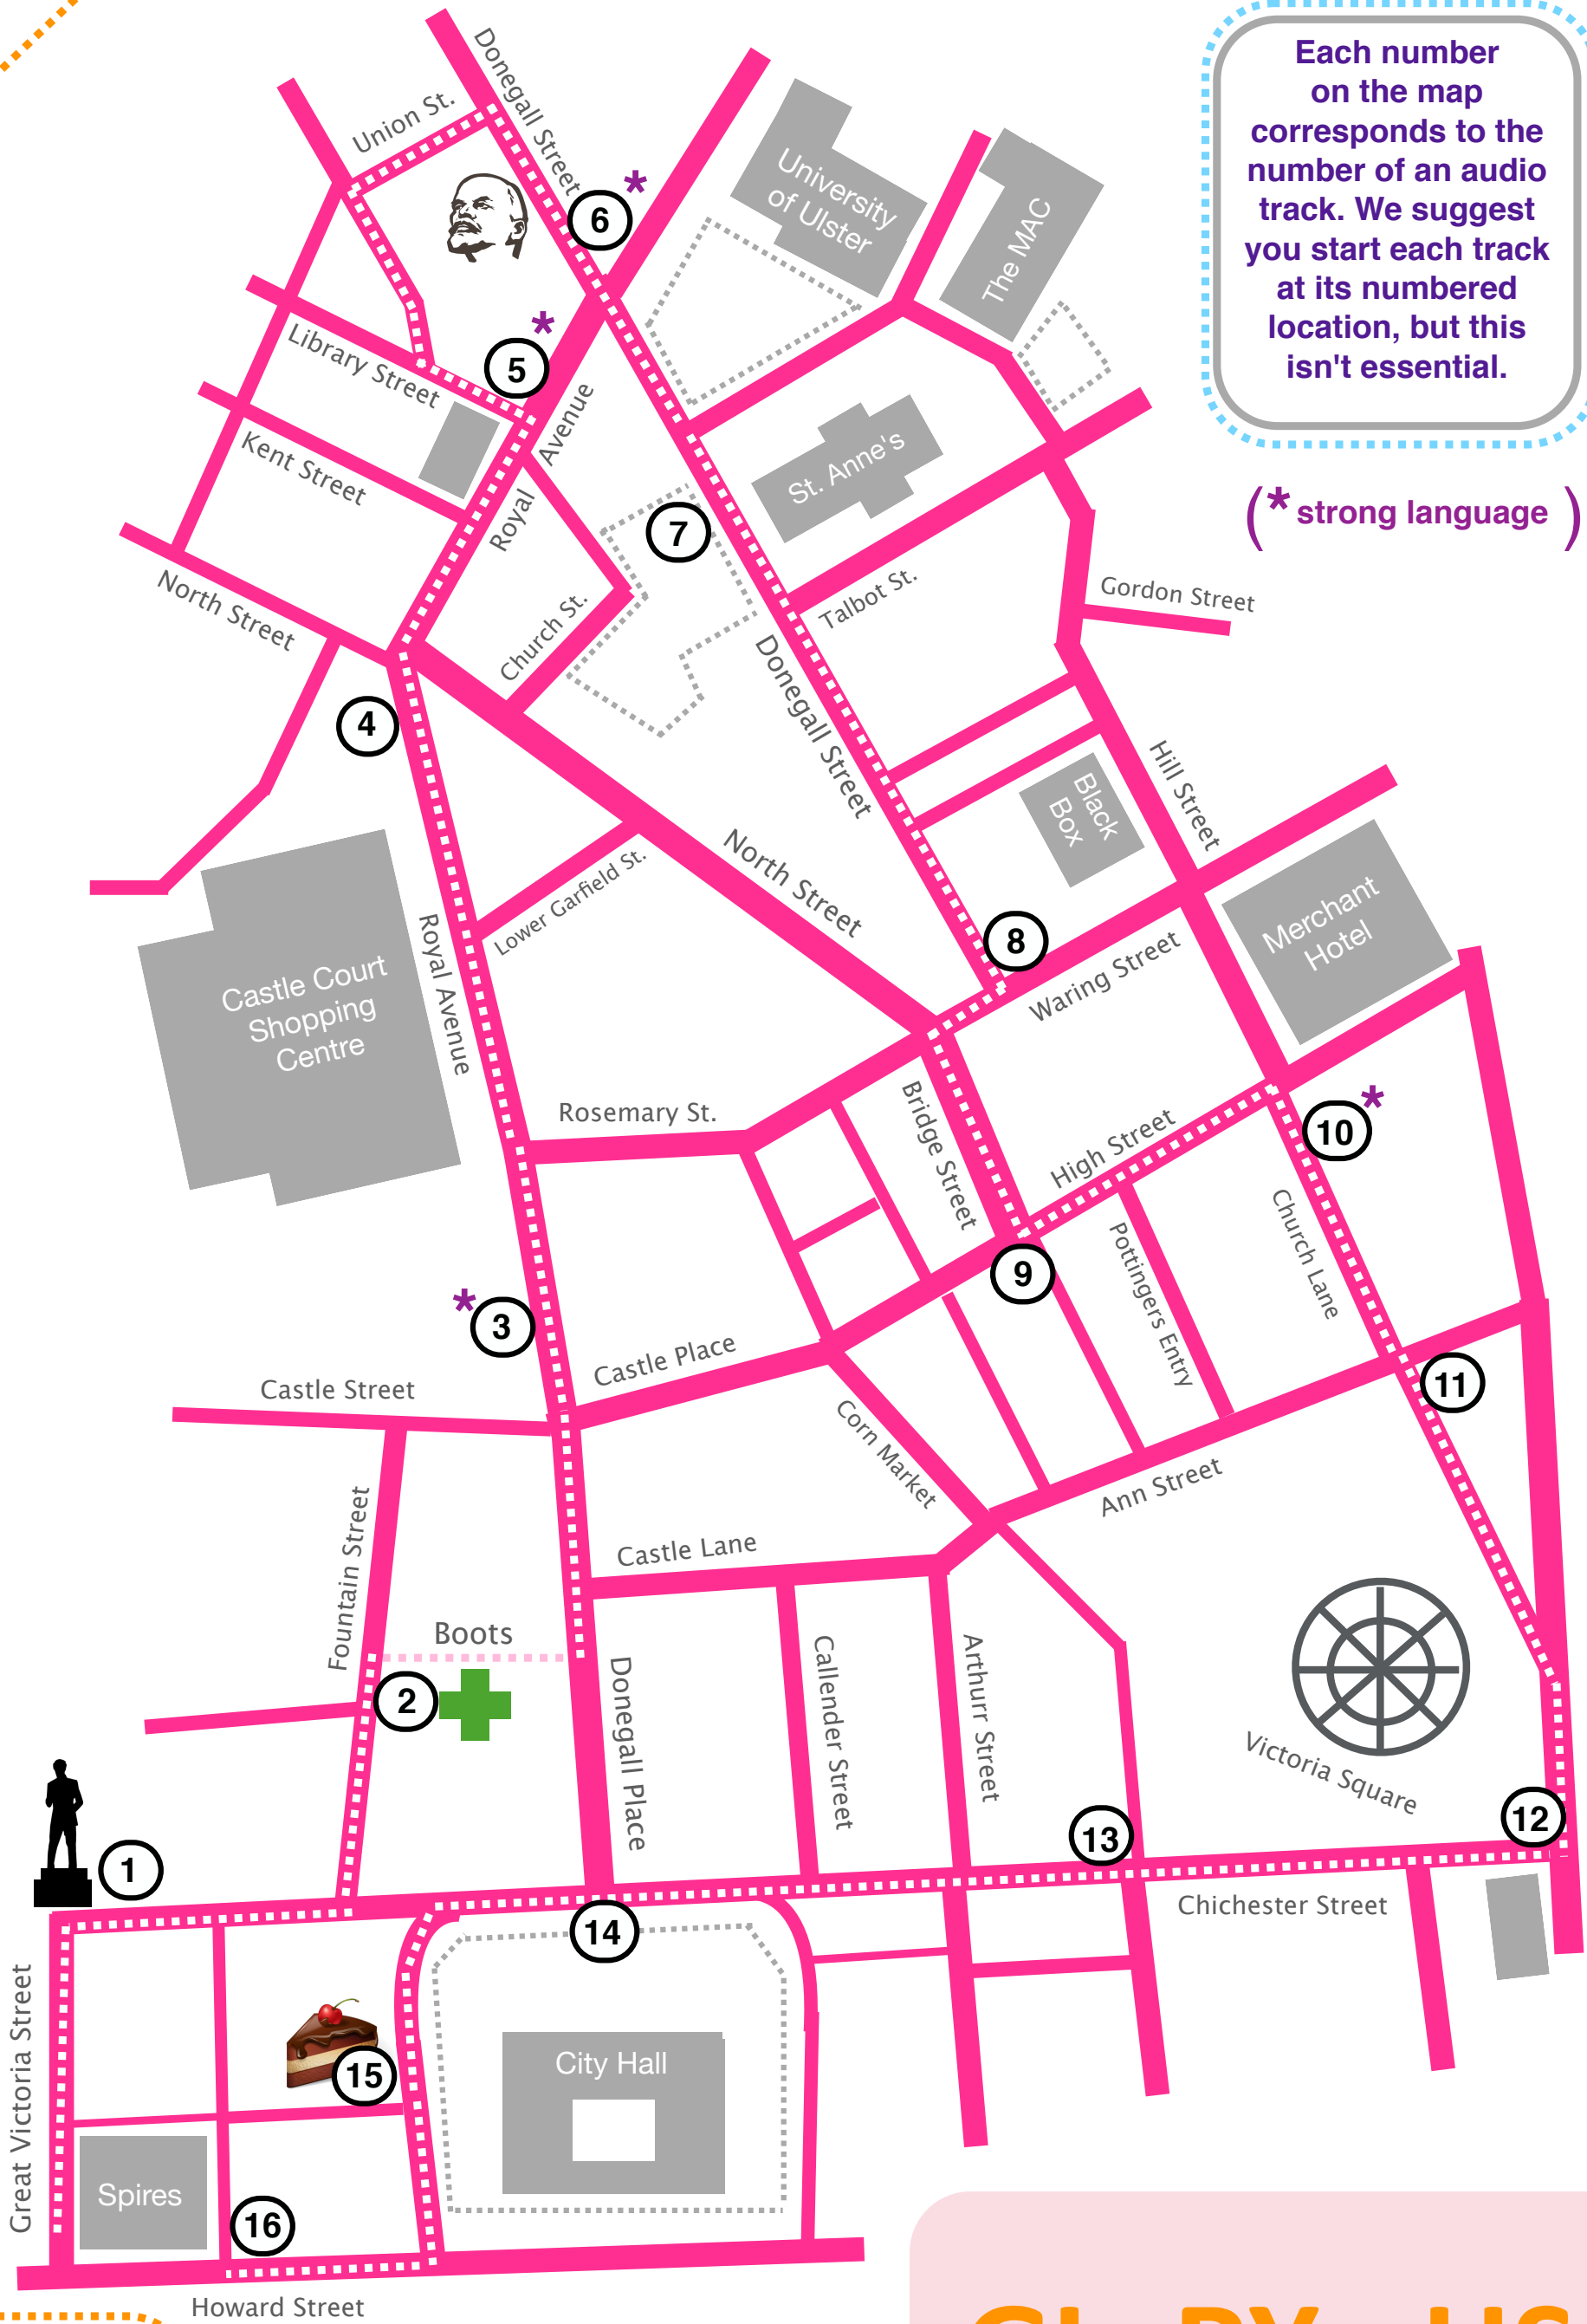 Each number
on the map
corresponds to the
number of an audio
track. We suggest
you start each track
at its numbered
location, but this
isn't essential.
(* strong language )
Donegall Street
Union St.
University
of Ulster
The MAC
6
*
5
*
Library Street
Royal Avenue
Kent Street
St. Anne's
7
North Street
Church St.
Talbot St.
Gordon Street
4
Donegall Street
Hill Street
Black
Box
North Street
Lower Garfield St.
Merchant
Hotel
8
Waring Street
Royal Avenue
Castle Court
Shopping
Centre
Rosemary St.
Bridge Street
High Street
10
*
Church Lane
Pottingers Entry
9
*
3
Castle Place
Castle Street
11
Corn Market
Ann Street
Fountain Street
Castle Lane
Boots
2
Donegall Place
Callender Street
Arthurr Street
Victoria Square
12
13
1
14
Chichester Street
Great Victoria Street
15
City Hall
Spires
16
Howard Street